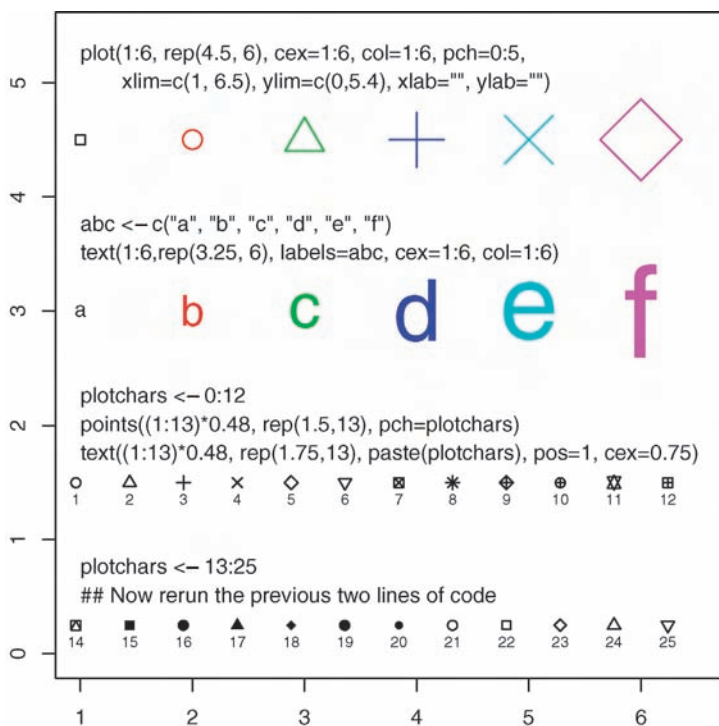 plot(1:6, rep(4.5, 6), cex=1:6, col=1:6, pch=0:5,
xlim=c(1, 6.5), ylim=c(0,5.4), xlab="", ylab="")
abc <– c("a", "b", "c", "d", "e", "f")
text(1:6,rep(3.25, 6), labels=abc, cex=1:6, col=1:6)
a b c d e f
plotchars <– 0:12
points((1:13)*0.48, rep(1.5,13), pch=plotchars)
text((1:13)*0.48, rep(1.75,13), paste(plotchars), pos=1, cex=0.75)
1 2 3 4 5 6 7 8 9 10 11 12
plotchars <– 13:25
## Now rerun the previous two lines of code
14 15 16 17 18 19 20 21 22 23 24 25
5
4
3
2
1
0
1 2 3 4 5 6